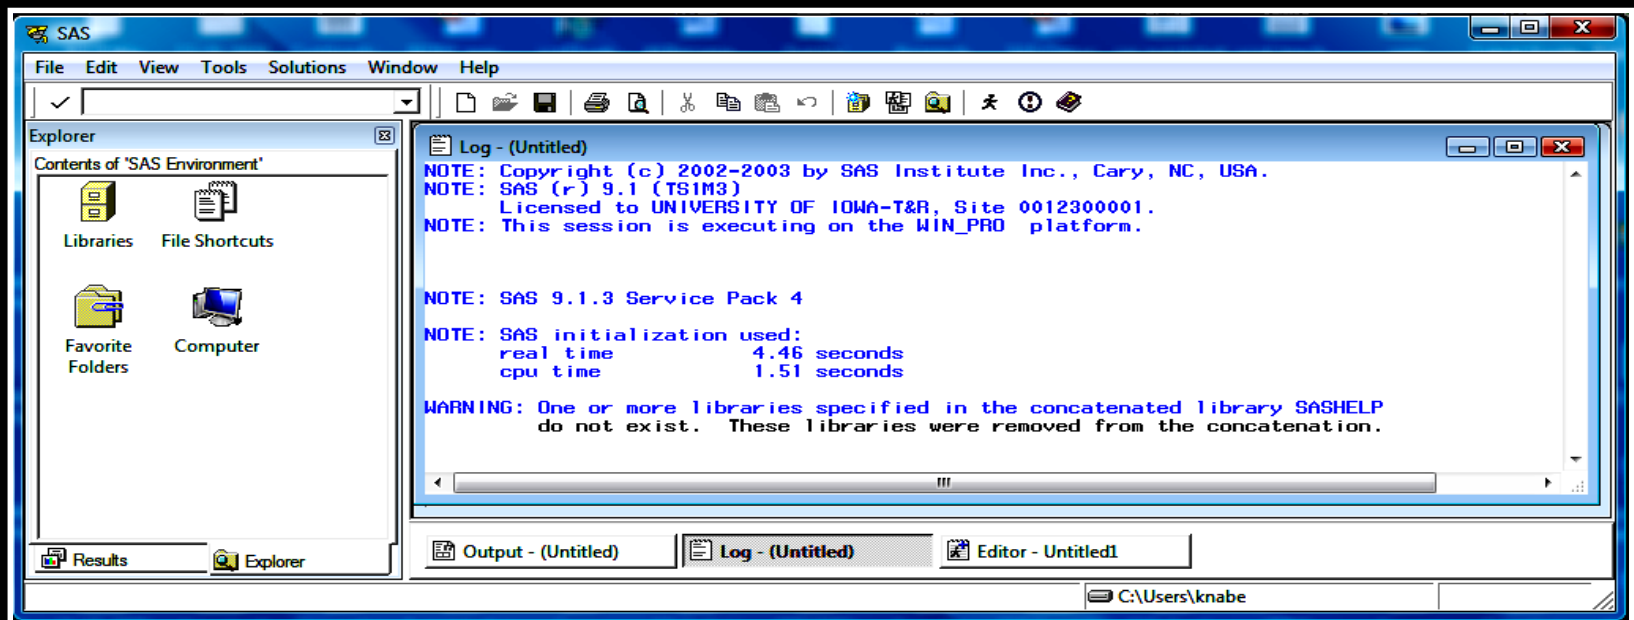 SAS
File Edit View Tools Solutions Window Help
Explorer
Contents of 'SAS Environment'
Libraries
File Shortcuts
Favorite
Folders
Computer
Results
Explorer
Log - (Untitled)
NOTE: Copyright (c) 2002-2003 by SAS Institute Inc., Cary, NC, USA.
NOTE: SAS (r) 9.1 (TS1M3)
Licensed to UNIVERSITY OF IOWA-T&R, Site 0012300001.
NOTE: This session is executing on the WIN_PRO platform.
NOTE: SAS 9.1.3 Service Pack 4
NOTE: SAS initialization used:
real time 4.46 seconds
cpu time 1.51 seconds
WARNING: One or more libraries specified in the concatenated library SASHELP
do not exist. These libraries were removed from the concatenation.
Output - (Untitled)
Log - (Untitled)
Editor - Untitled1
C:\Users\knabe